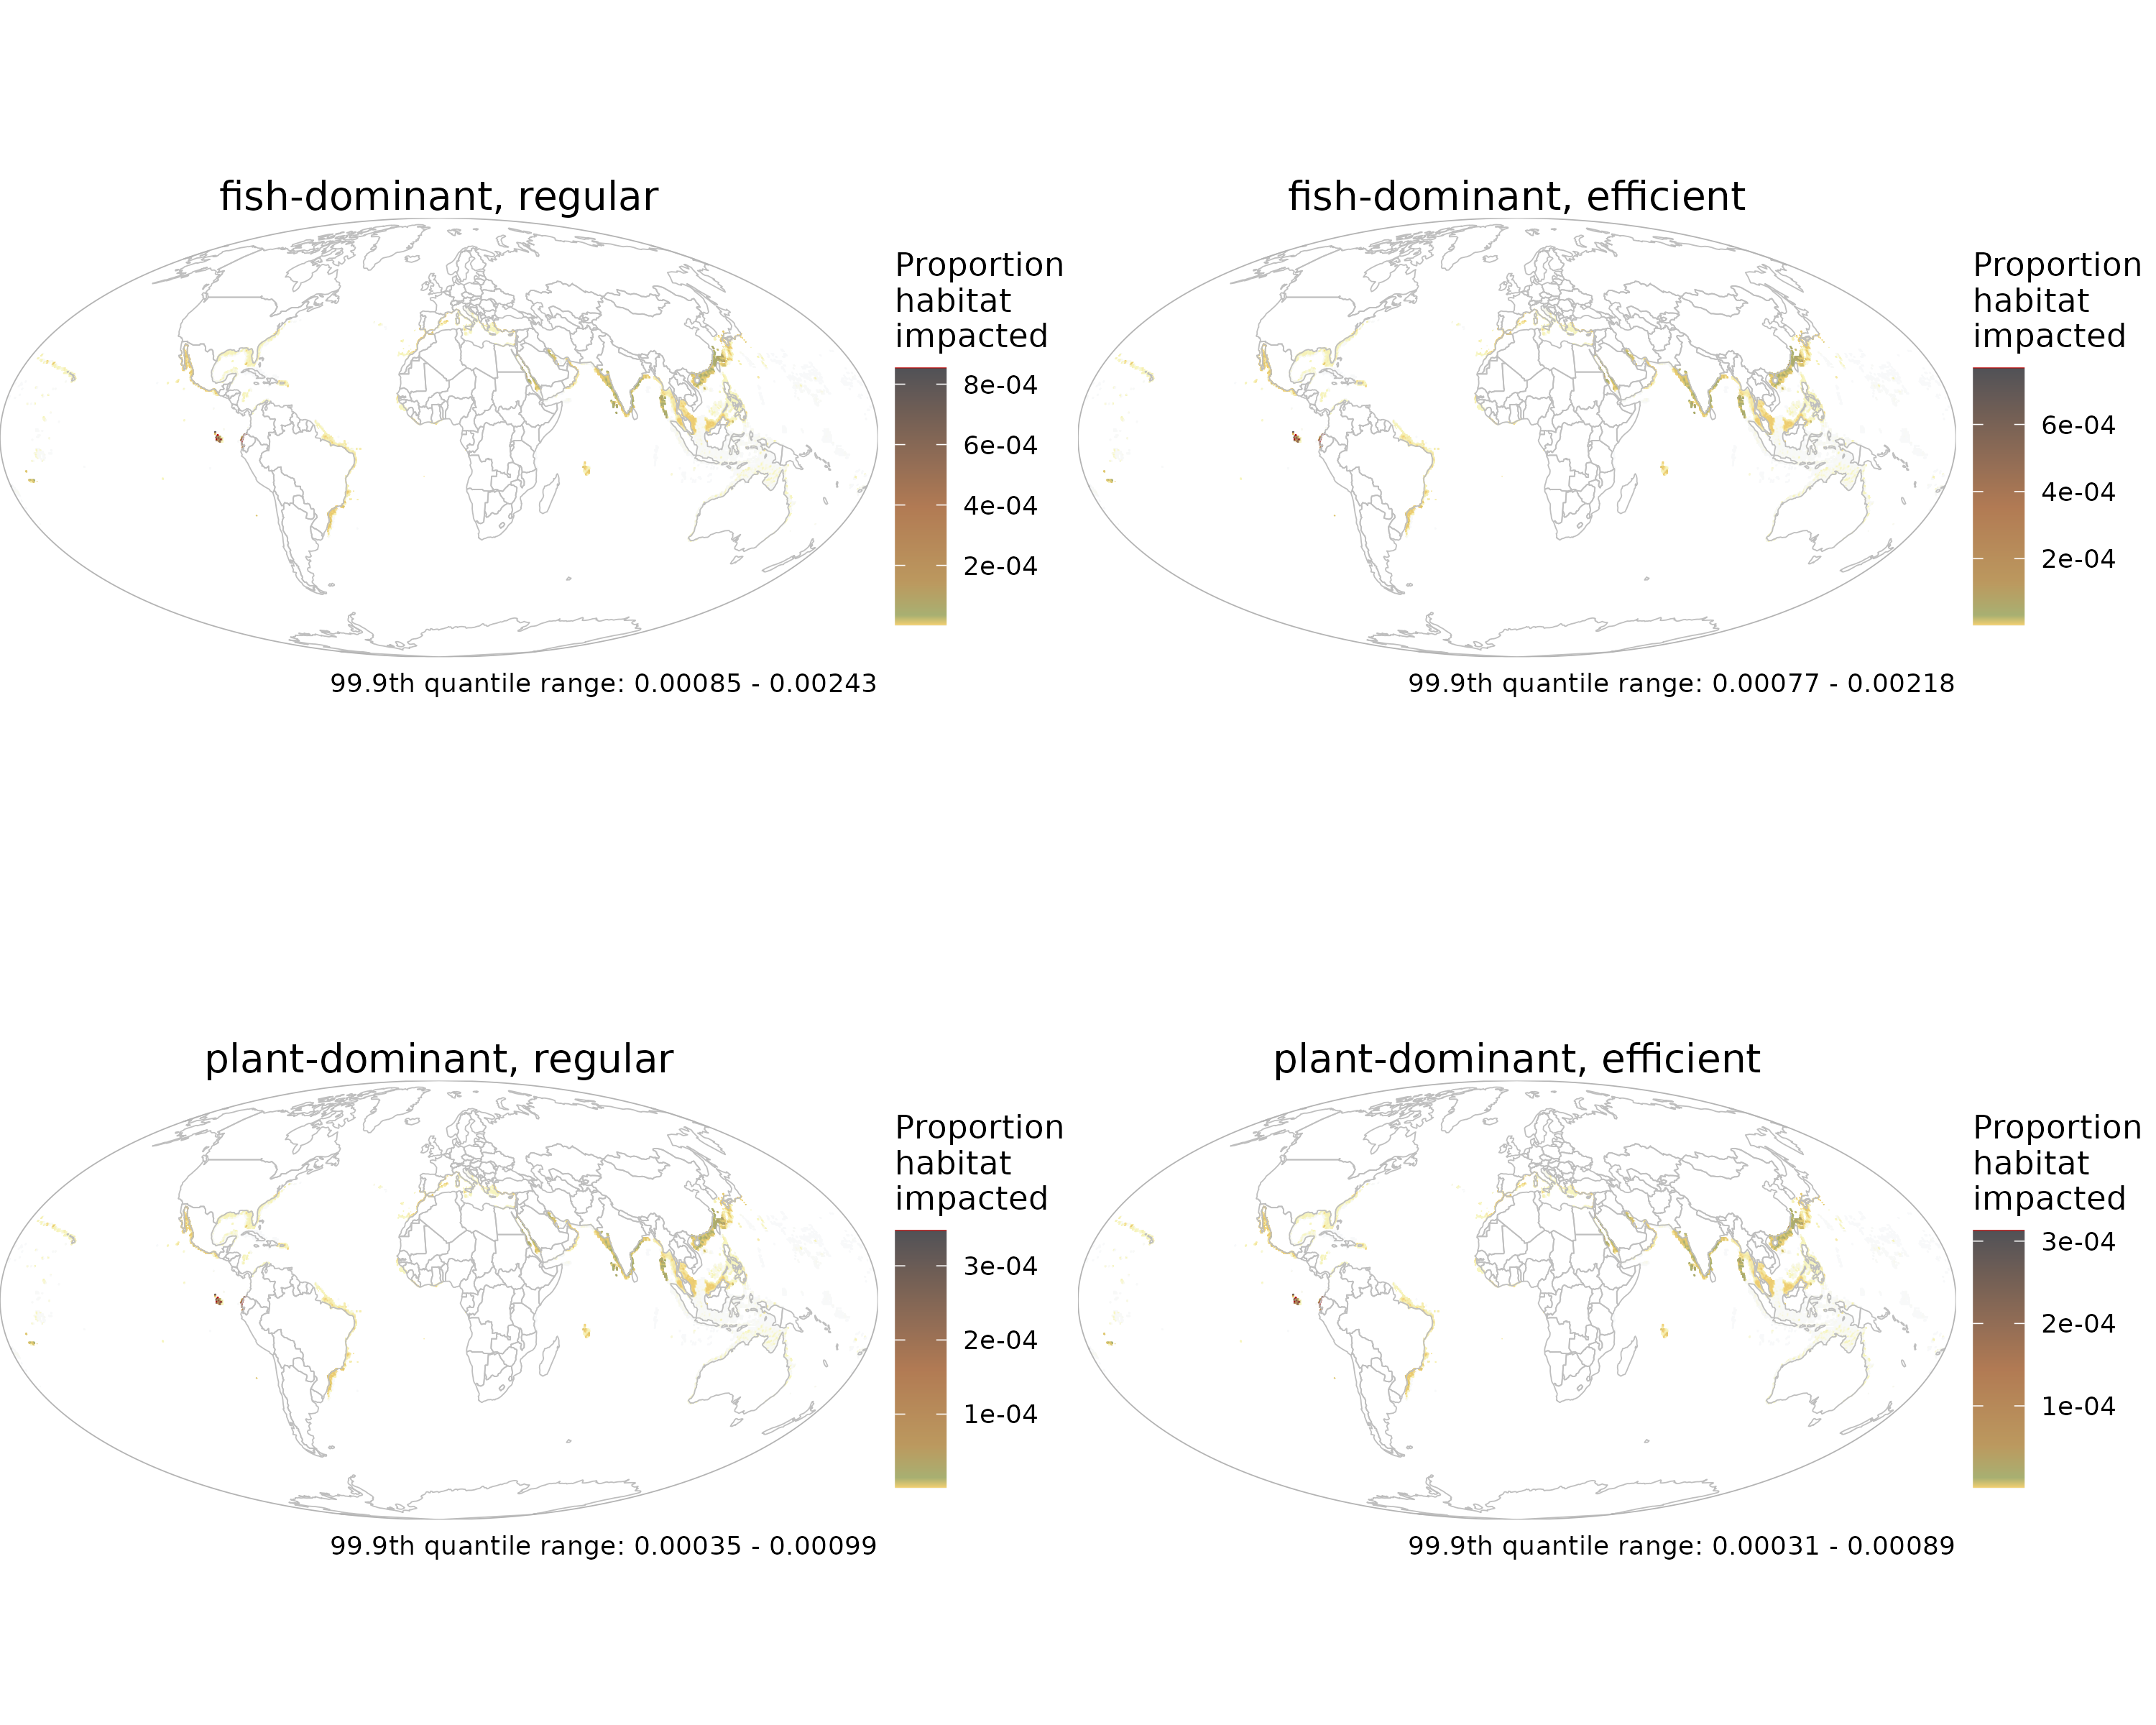 fish-dominant, regular
Proportion
habitat
impacted
8e-04
6e-04
4e-04
2e-04
99.9th quantile range: 0.00085 - 0.00243
fish-dominant, efficient
Proportion
habitat
impacted
6e-04
4e-04
2e-04
99.9th quantile range: 0.00077 - 0.00218
plant-dominant, regular
Proportion
habitat
impacted
3e-04
2e-04
1e-04
99.9th quantile range: 0.00035 - 0.00099
plant-dominant, efficient
Proportion
habitat
impacted
3e-04
2e-04
1e-04
99.9th quantile range: 0.00031 - 0.00089